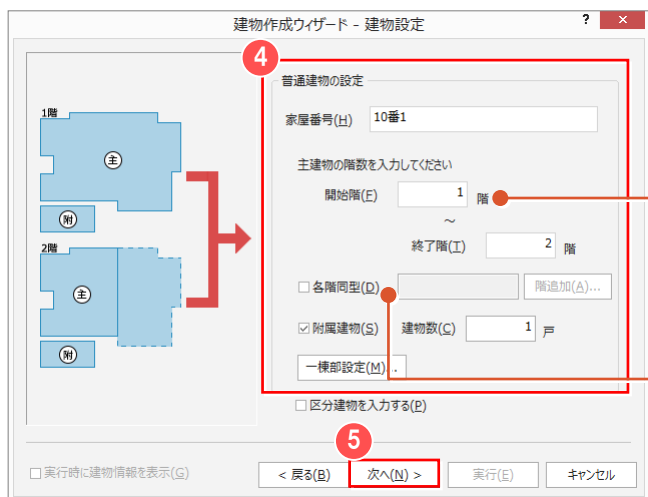 建物作成ウィザード - 建物設定
? ×
4
普通建物の設定
家屋番号(H) 10番1
主建物の階数を入力してください
開始階(F) 1 階
～
終了階(T) 2 階
各階同型(D) 階追加(A)...
附属建物(S) 建物数(C) 1 戸
一棟部設定(M)...
区分建物を入力する(P)
1階
主
附
2階
主
附
5
実行時に建物情報を表示(G) < 戻る(B) 次へ(N) > 実行(E) キャンセル